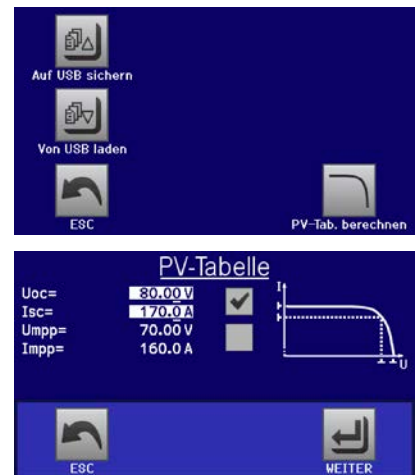 Auf USB sichern
Von USB laden
ESC
PV-Tab. berechnen
PV-Tabelle
Uoc= 80.00 V
Isc= 170.0 A
Umpp= 70.00 V
Impp= 160.0 A
I
U
ESC
WEITER